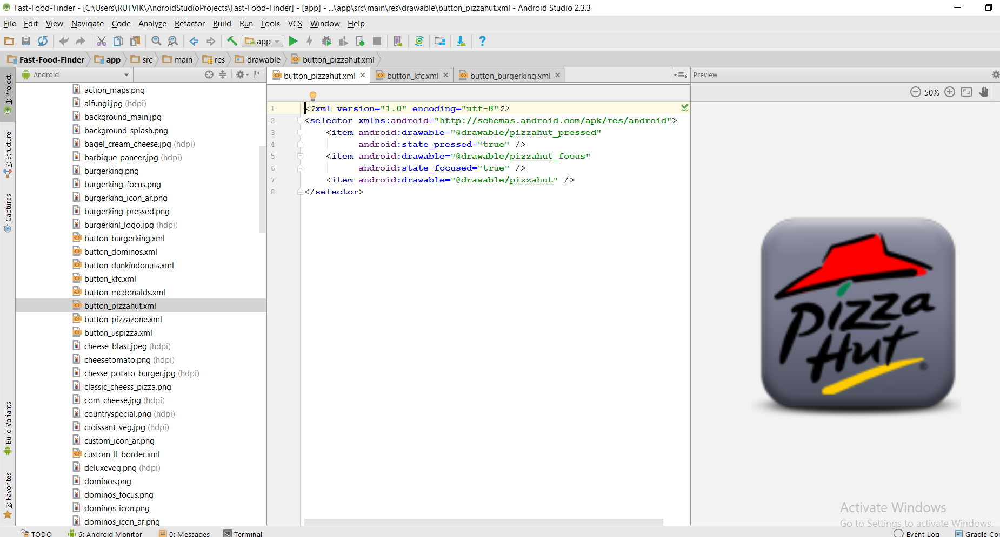 Fast-Food-Finder - [C:\Users\RUTVIK\AndroidStudioProjects\Fast-Food-Finder] - [app] - ...\app\src\main\res\drawable\button_pizzahut.xml - Android Studio 2.3.3
File Edit View Navigate Code Analyze Refactor Build Run Tools VCS Window Help
app
Fast-Food-Finder app src main res drawable button_pizzahut.xml
Android
button_pizzahut.xml button_kfc.xml button_burgerking.xml
Preview
50%
1: Project
7: Structure
Captures
Build Variants
2: Favorites
action_maps.png
alfungi.jpg (hdpi)
background_main.jpg
background_splash.png
bagel_cream_cheese.jpg (hdpi)
barbique_paneer.jpg (hdpi)
burgerking.png
burgerking_focus.png
burgerking_icon_ar.png
burgerking_pressed.png
burgerkinl_logo.jpg (hdpi)
button_burgerking.xml
button_dominos.xml
button_dunkindonuts.xml
button_kfc.xml
button_mcdonalds.xml
button_pizzahut.xml
button_pizzazone.xml
button_uspizza.xml
cheese_blast.jpeg (hdpi)
cheesetomato.png (hdpi)
chesse_potato_burger.jpg (hdpi)
classic_cheess_pizza.png
corn_cheese.jpg (hdpi)
countryspecial.png (hdpi)
croissant_veg.jpg (hdpi)
custom_icon_ar.png
custom_ll_border.xml
deluxeveg.png (hdpi)
dominos.png
dominos_focus.png
dominos_icon.png
dominos_icon_ar.png
1 <?xml version="1.0" encoding="utf-8"?>
2 <selector xmlns:android="http://schemas.android.com/apk/res/android">
3 <item android:drawable="@drawable/pizzahut_pressed"
4 android:state_pressed="true" />
5 <item android:drawable="@drawable/pizzahut_focus"
6 android:state_focused="true" />
7 <item android:drawable="@drawable/pizzahut" />
8 </selector>
Pizza
Hut
®
Activate Windows
Go to Settings to activate Windows.
TODO 6: Android Monitor 0: Messages Terminal Event Log Gradle Con